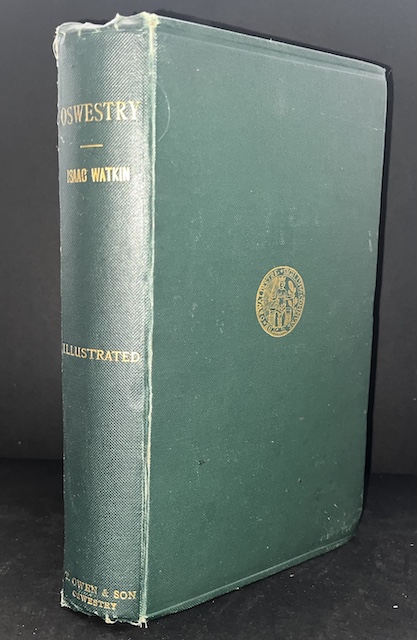 OSWESTRY
ISAAC WATKIN
ILLUSTRATED
OWEN & SON
OSWESTRY